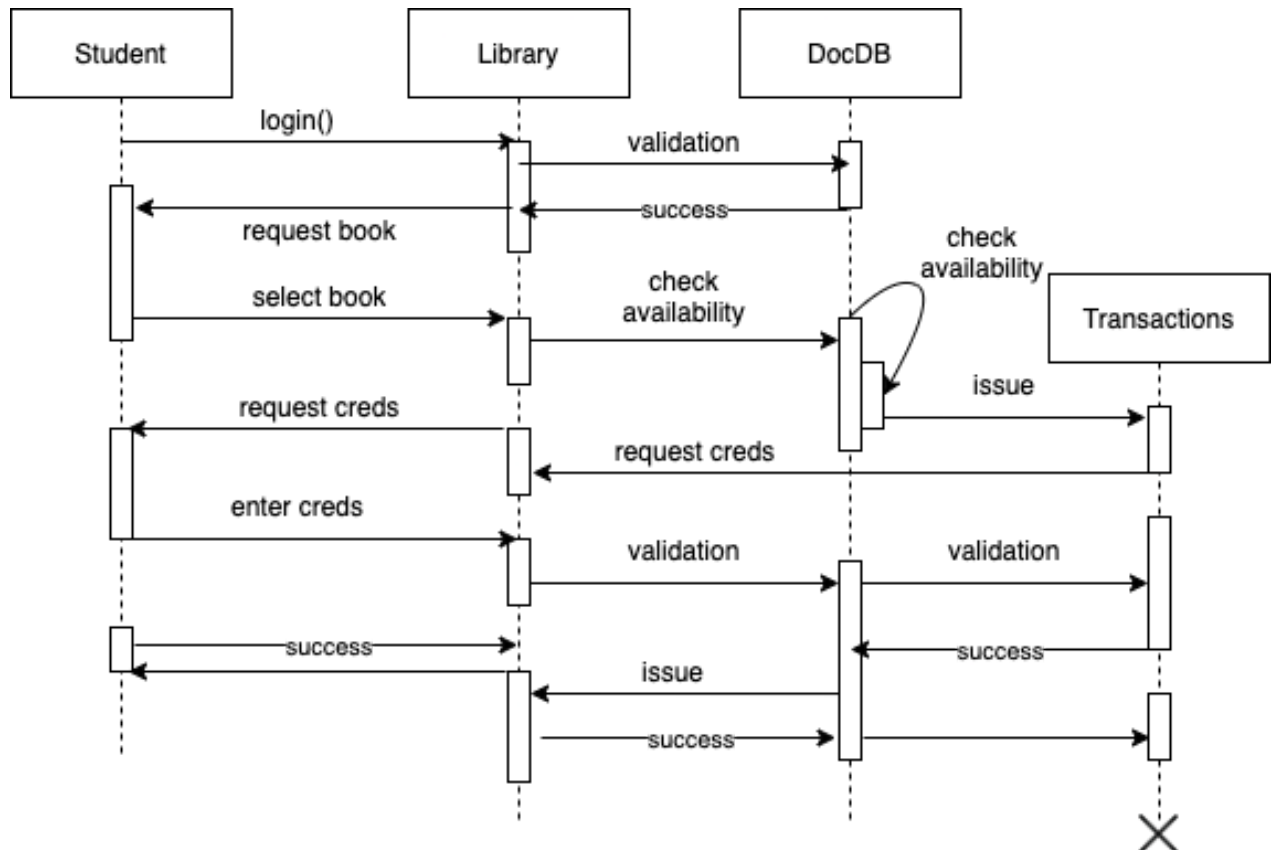 Student
Library
DocDB
login()
validation
success
request book
check
availability
check
availability
select book
Transactions
issue
request creds
request creds
enter creds
validation
validation
success
success
issue
success